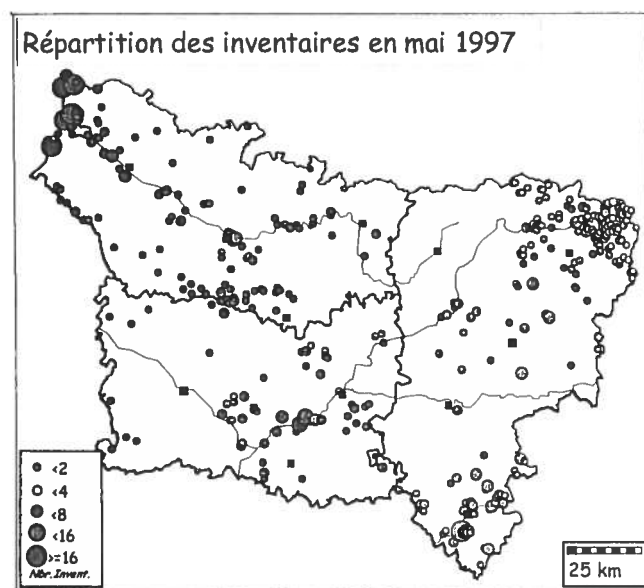 Répartition des inventaires en mai 1997
<2
<4
<8
<16
>=16
Nbr.Invent.
25 km